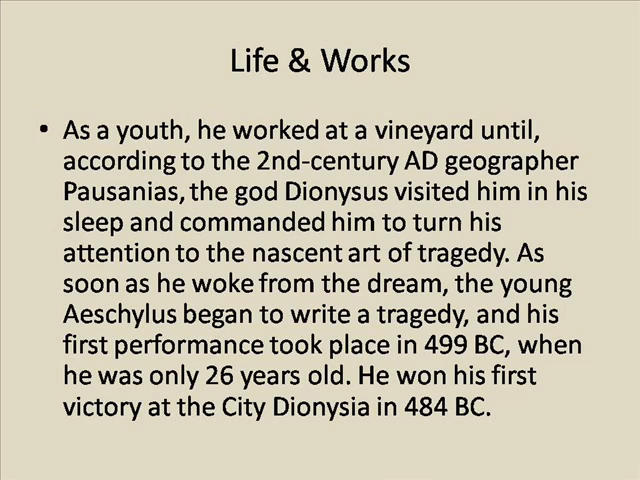 Life & Works
• As a youth, he worked at a vineyard until,
according to the 2nd-century AD geographer
Pausanias, the god Dionysus visited him in his
sleep and commanded him to turn his
attention to the nascent art of tragedy. As
soon as he woke from the dream, the young
Aeschylus began to write a tragedy, and his
first performance took place in 499 BC, when
he was only 26 years old. He won his first
victory at the City Dionysia in 484 BC.